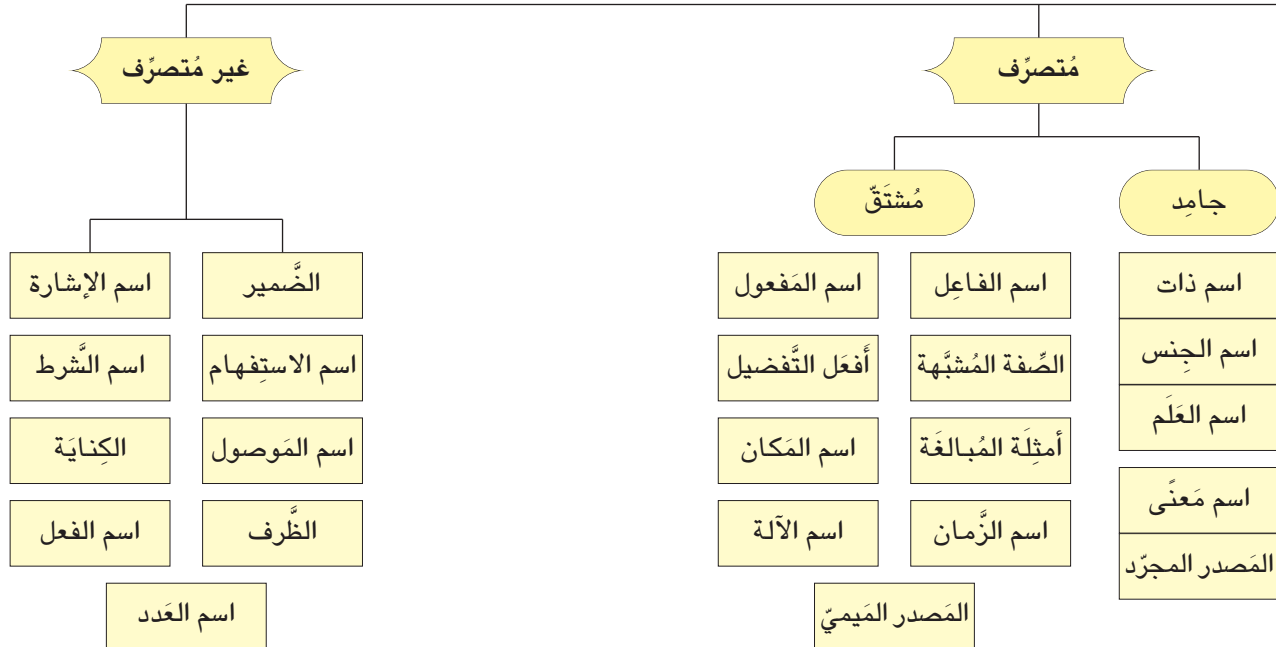 مُتصرِّف
غير مُتصرِّف
جامِد
مُشتَقّ
اسم ذات
اسم الجِنس
اسم العَلَم
اسم مَعنًى
المَصدر المجرّد
اسم الفاعِل
اسم المَفعول
الصِّفة المُشبَّهة
أَفعَل التَّفضيل
أمثِلَة المُبالغَة
اسم المَكان
اسم الزَّمان
اسم الآلة
المَصدر المَيميّ
الضَّمير
اسم الإشارة
اسم الاستِفهام
اسم الشَّرط
اسم المَوصول
الكِنايَة
الظَّرف
اسم الفعل
اسم العَدد